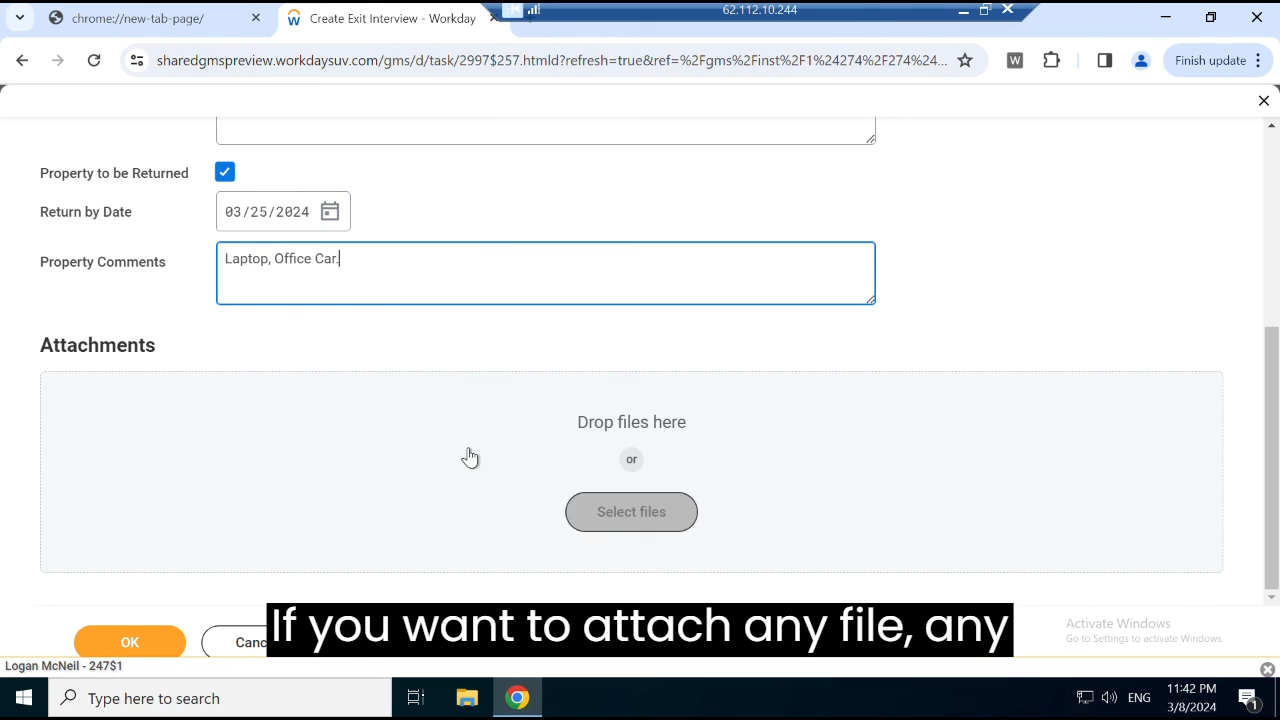 chrome://new-tab-page/
Create Exit Interview - Workday
62.112.10.244
sharedgmspreview.workdaysuv.com/gms/d/task/2997$257.htmld?refresh=true&ref=%2Fgms%2Finst%2F1%24274%2F274%24...
W
Finish update
Property to be Returned
Return by Date
03/25/2024
Property Comments
Laptop, Office Car.
Attachments
Drop files here
or
Select files
OK
Canc
If you want to attach any file, any
Activate Windows
Go to Settings to activate Windows.
Logan McNeil - 247$1
Type here to search
ENG
11:42 PM
3/8/2024
1